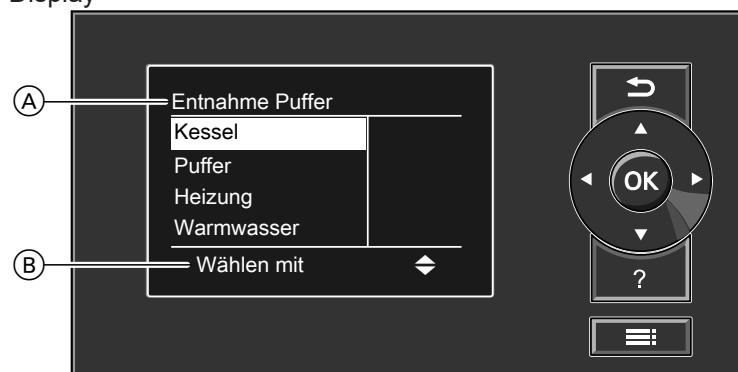 Display
A
Entnahme Puffer
Kessel
Puffer
Heizung
Warmwasser
B
Wählen mit
OK
?